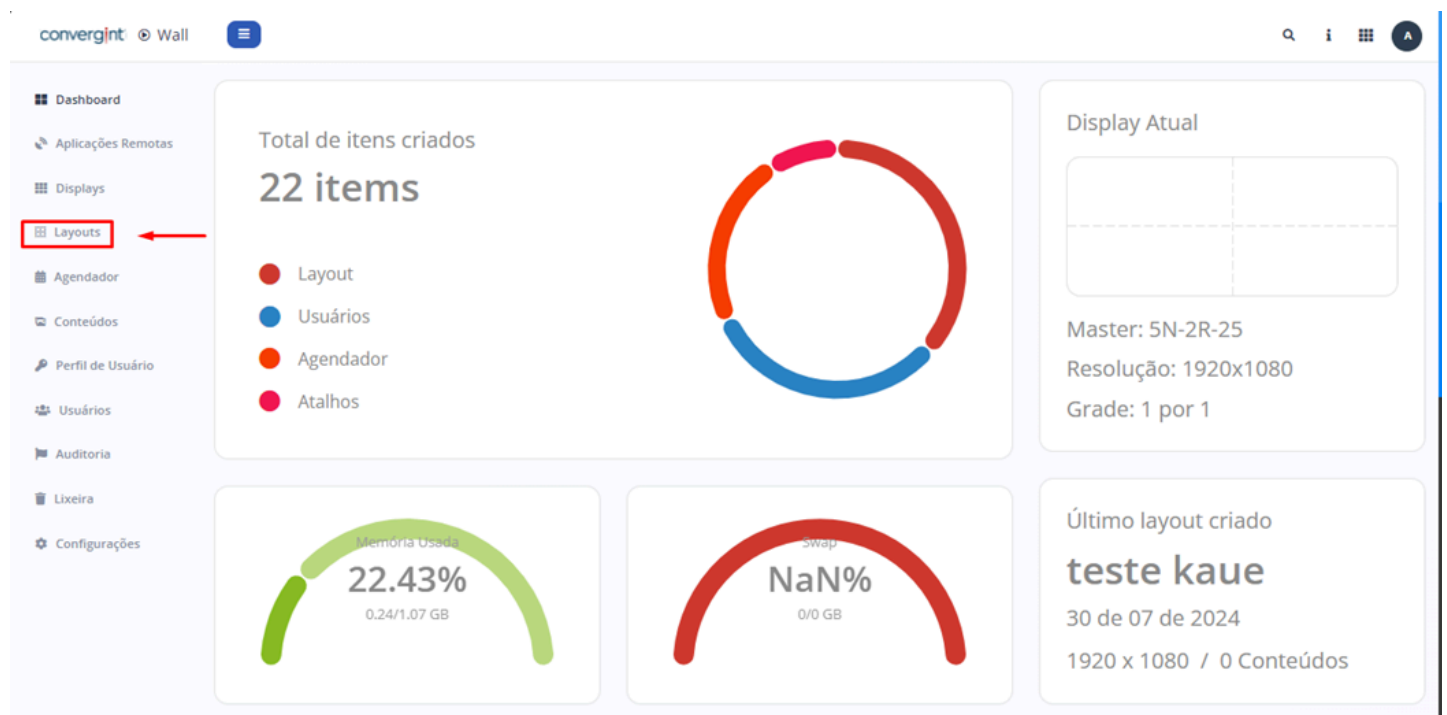 convergint Wall
A
Dashboard
Aplicações Remotas
Displays
Layouts
Agendador
Conteúdos
Perfil de Usuário
Usuários
Auditoria
Lixeira
Configurações
Total de itens criados
22 items
Layout
Usuários
Agendador
Atalhos
Display Atual
Master: 5N-2R-25
Resolução: 1920x1080
Grade: 1 por 1
Memória Usada
22.43%
0.24/1.07 GB
Swap
NaN%
0/0 GB
Último layout criado
teste kaue
30 de 07 de 2024
1920 x 1080 / 0 Conteúdos